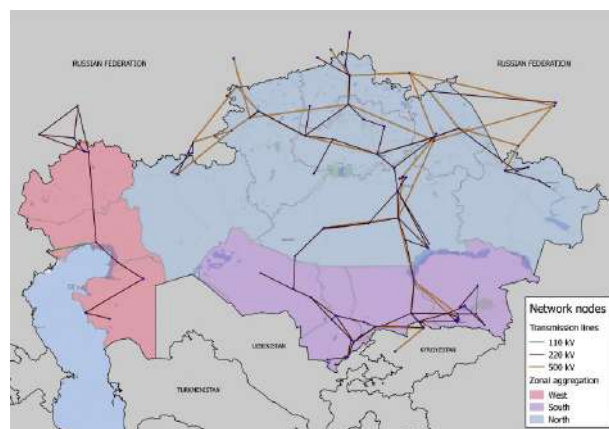 RUSSIAN FEDERATION
RUSSIAN FEDERATION
UZBEKISTAN
KYRGYZSTAN
TURKMENISTAN
Network nodes
Transmission lines
110 kV
220 kV
500 kV
Zonal aggregation
West
South
North